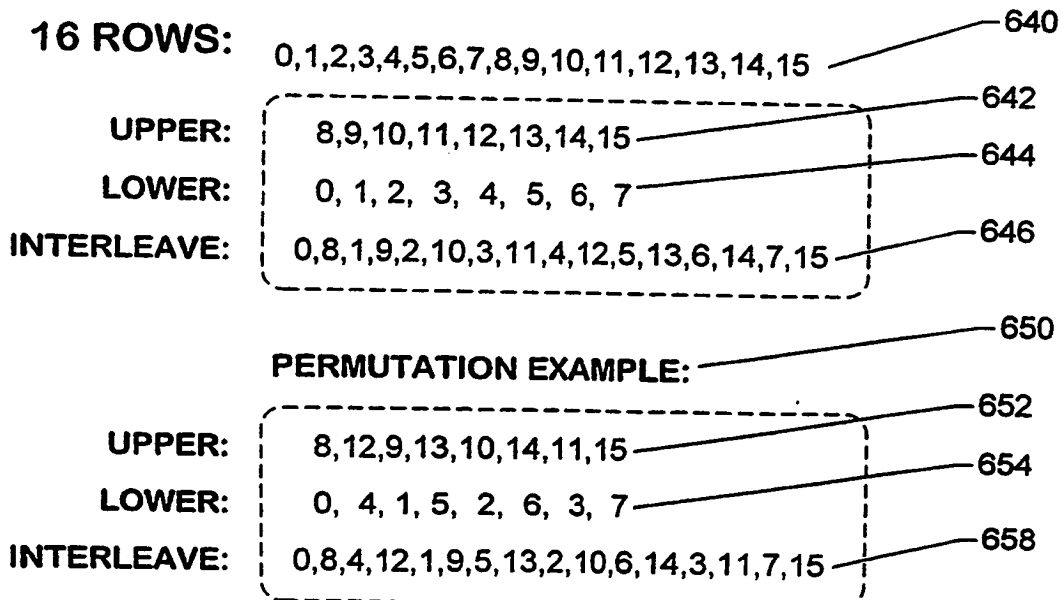 16 ROWS: 0,1,2,3,4,5,6,7,8,9,10,11,12,13,14,15 640
UPPER: 8,9,10,11,12,13,14,15 642
LOWER: 0, 1, 2, 3, 4, 5, 6, 7 644
INTERLEAVE: 0,8,1,9,2,10,3,11,4,12,5,13,6,14,7,15 646
PERMUTATION EXAMPLE: 650
UPPER: 8,12,9,13,10,14,11,15 652
LOWER: 0, 4, 1, 5, 2, 6, 3, 7 654
INTERLEAVE: 0,8,4,12,1,9,5,13,2,10,6,14,3,11,7,15 658